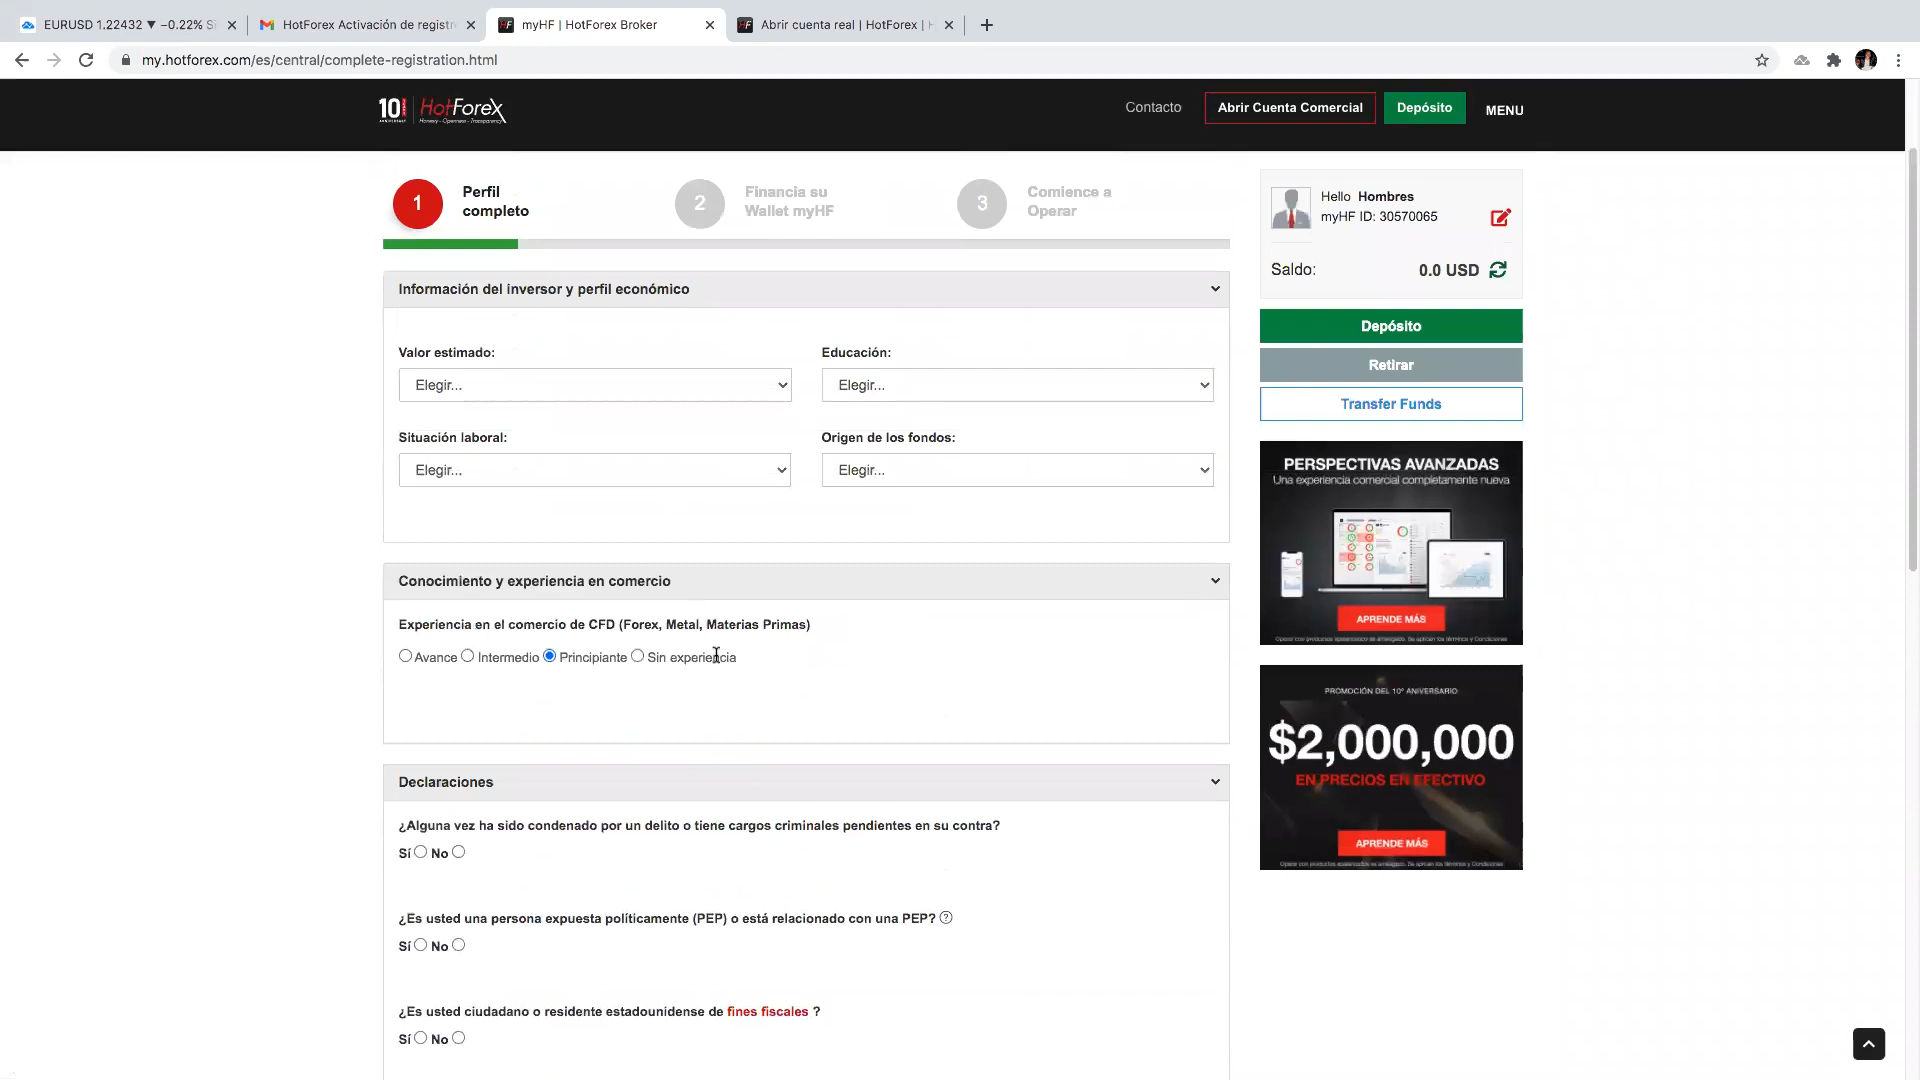 EURUSD 1.22432 ▼ −0.22% S
HotForex Activación de registr
myHF | HotForex Broker
Abrir cuenta real | HotForex |
my.hotforex.com/es/central/complete-registration.html
10 HotForex
Contacto
Abrir Cuenta Comercial
Depósito
MENU
1
Perfil
completo
2
Financia su
Wallet myHF
3
Comience a
Operar
Hello Hombres
myHF ID: 30570065
Saldo:
0.0 USD
Depósito
Retirar
Transfer Funds
Información del inversor y perfil económico
Valor estimado:
Elegir...
Educación:
Elegir...
Situación laboral:
Elegir...
Origen de los fondos:
Elegir...
Conocimiento y experiencia en comercio
Experiencia en el comercio de CFD (Forex, Metal, Materias Primas)
Avance Intermedio Principiante Sin experiencia
Declaraciones
¿Alguna vez ha sido condenado por un delito o tiene cargos criminales pendientes en su contra?
Sí No
¿Es usted una persona expuesta políticamente (PEP) o está relacionado con una PEP? ?
Sí No
¿Es usted ciudadano o residente estadounidense de fines fiscales ?
Sí No
PERSPECTIVAS AVANZADAS
Una experiencia comercial completamente nueva
APRENDE MÁS
PROMOCIÓN DEL 10º ANIVERSARIO
$2,000,000
EN PRECIOS EN EFECTIVO
APRENDE MÁS